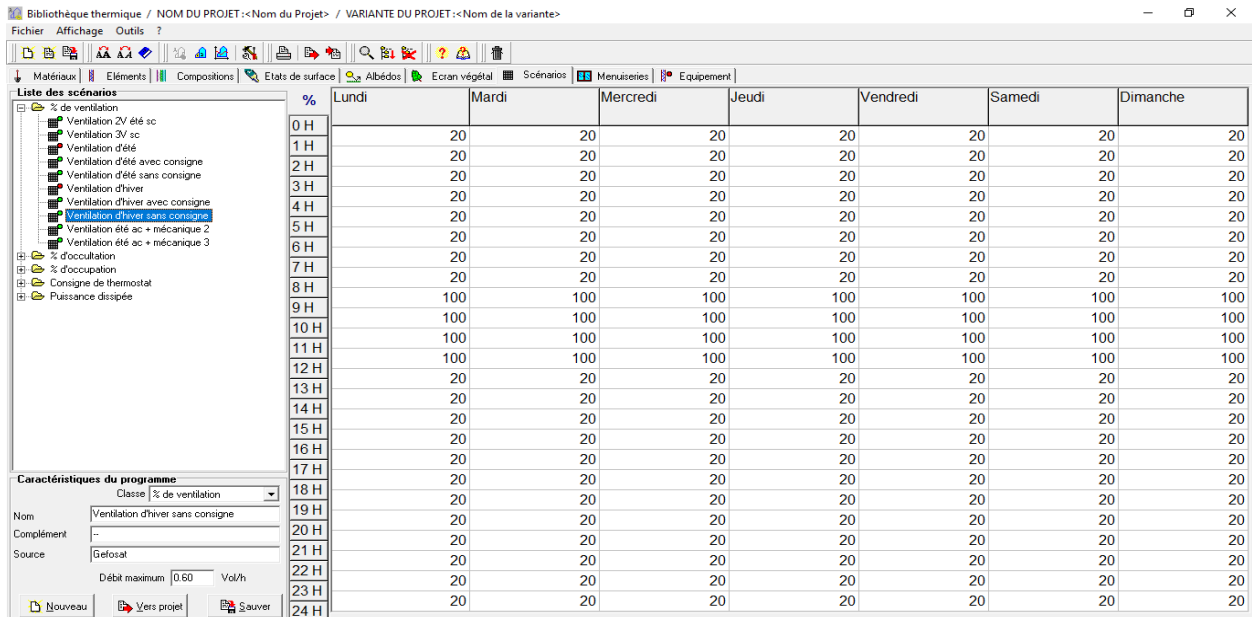 Bibliothèque thermique / NOM DU PROJET :<Nom du Projet> / VARIANTE DU PROJET :<Nom de la variante>
Fichier Affichage Outils ?
Matériaux Eléments Compositions Etats de surface Albédos Ecran végétal Scénarios Menuiseries Equipement
Liste des scénarios
% de ventilation
Ventilation 2V été sc
Ventilation 3V sc
Ventilation d'été
Ventilation d'été avec consigne
Ventilation d'été sans consigne
Ventilation d'hiver
Ventilation d'hiver avec consigne
Ventilation d'hiver sans consigne
Ventilation été ac + mécanique 2
Ventilation été ac + mécanique 3
% d'occultation
% d'occupation
Consigne de thermostat
Puissance dissipée
Caractéristiques du programme
Classe % de ventilation
Nom Ventilation d'hiver sans consigne
Complément --
Source Gefosat
Débit maximum 0.60 Vol/h
Nouveau Vers projet Sauver
% Lundi Mardi Mercredi Jeudi Vendredi Samedi Dimanche
0 H
20 20 20 20 20 20 20
1 H
20 20 20 20 20 20 20
2 H
20 20 20 20 20 20 20
3 H
20 20 20 20 20 20 20
4 H
20 20 20 20 20 20 20
5 H
20 20 20 20 20 20 20
6 H
20 20 20 20 20 20 20
7 H
20 20 20 20 20 20 20
8 H
100 100 100 100 100 100 100
9 H
100 100 100 100 100 100 100
10 H
100 100 100 100 100 100 100
11 H
100 100 100 100 100 100 100
12 H
20 20 20 20 20 20 20
13 H
20 20 20 20 20 20 20
14 H
20 20 20 20 20 20 20
15 H
20 20 20 20 20 20 20
16 H
20 20 20 20 20 20 20
17 H
20 20 20 20 20 20 20
18 H
20 20 20 20 20 20 20
19 H
20 20 20 20 20 20 20
20 H
20 20 20 20 20 20 20
21 H
20 20 20 20 20 20 20
22 H
20 20 20 20 20 20 20
23 H
20 20 20 20 20 20 20
24 H